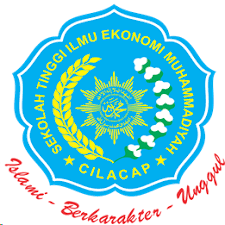 SEKOLAH TINGGI ILMU EKONOMI MUHAMMADIYAH
★ CILACAP ★
Islami - Berkarakter - Unggul